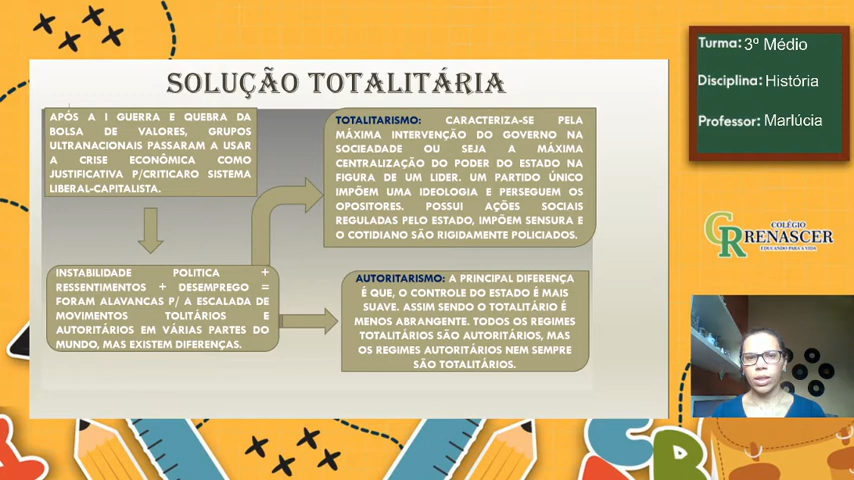 SOLUÇÃO TOTALITÁRIA
APÓS A I GUERRA E QUEBRA DA
BOLSA DE VALORES, GRUPOS
ULTRANACIONAIS PASSARAM A USAR
A CRISE ECONÔMICA COMO
JUSTIFICATIVA P/CRITICARO SISTEMA
LIBERAL-CAPITALISTA.
INSTABILIDADE POLITICA +
RESSENTIMENTOS + DESEMPREGO =
FORAM ALAVANCAS P/ A ESCALADA DE
MOVIMENTOS TOLITÁRIOS E
AUTORITÁRIOS EM VÁRIAS PARTES DO
MUNDO, MAS EXISTEM DIFERENÇAS.
TOTALITARISMO: CARACTERIZA-SE PELA
MÁXIMA INTERVENÇÃO DO GOVERNO NA
SOCIEADADE OU SEJA A MÁXIMA
CENTRALIZAÇÃO DO PODER DO ESTADO NA
FIGURA DE UM LIDER. UM PARTIDO ÚNICO
IMPÕEM UMA IDEOLOGIA E PERSEGUEM OS
OPOSITORES. POSSUI AÇÕES SOCIAIS
REGULADAS PELO ESTADO, IMPÕEM SENSURA E
O COTIDIANO SÃO RIGIDAMENTE POLICIADOS.
AUTORITARISMO: A PRINCIPAL DIFERENÇA
É QUE, O CONTROLE DO ESTADO É MAIS
SUAVE. ASSIM SENDO O TOTALITÁRIO É
MENOS ABRANGENTE. TODOS OS REGIMES
TOTALITÁRIOS SÃO AUTORITÁRIOS, MAS
OS REGIMES AUTORITÁRIOS NEM SEMPRE
SÃO TOTALITÁRIOS.
Turma: 3º Médio
Disciplina: História
Professor: Marlúcia
COLÉGIO
RENASCER
EDUCANDO PARA A VIDA